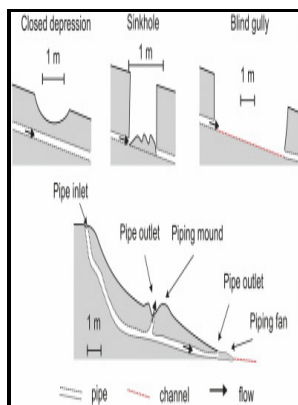 Closed depression
Sinkhole
Blind gully
1 m
1 m
1 m
Pipe inlet
Pipe outlet
Piping mound
Pipe outlet
Piping fan
1 m
pipe
channel
flow